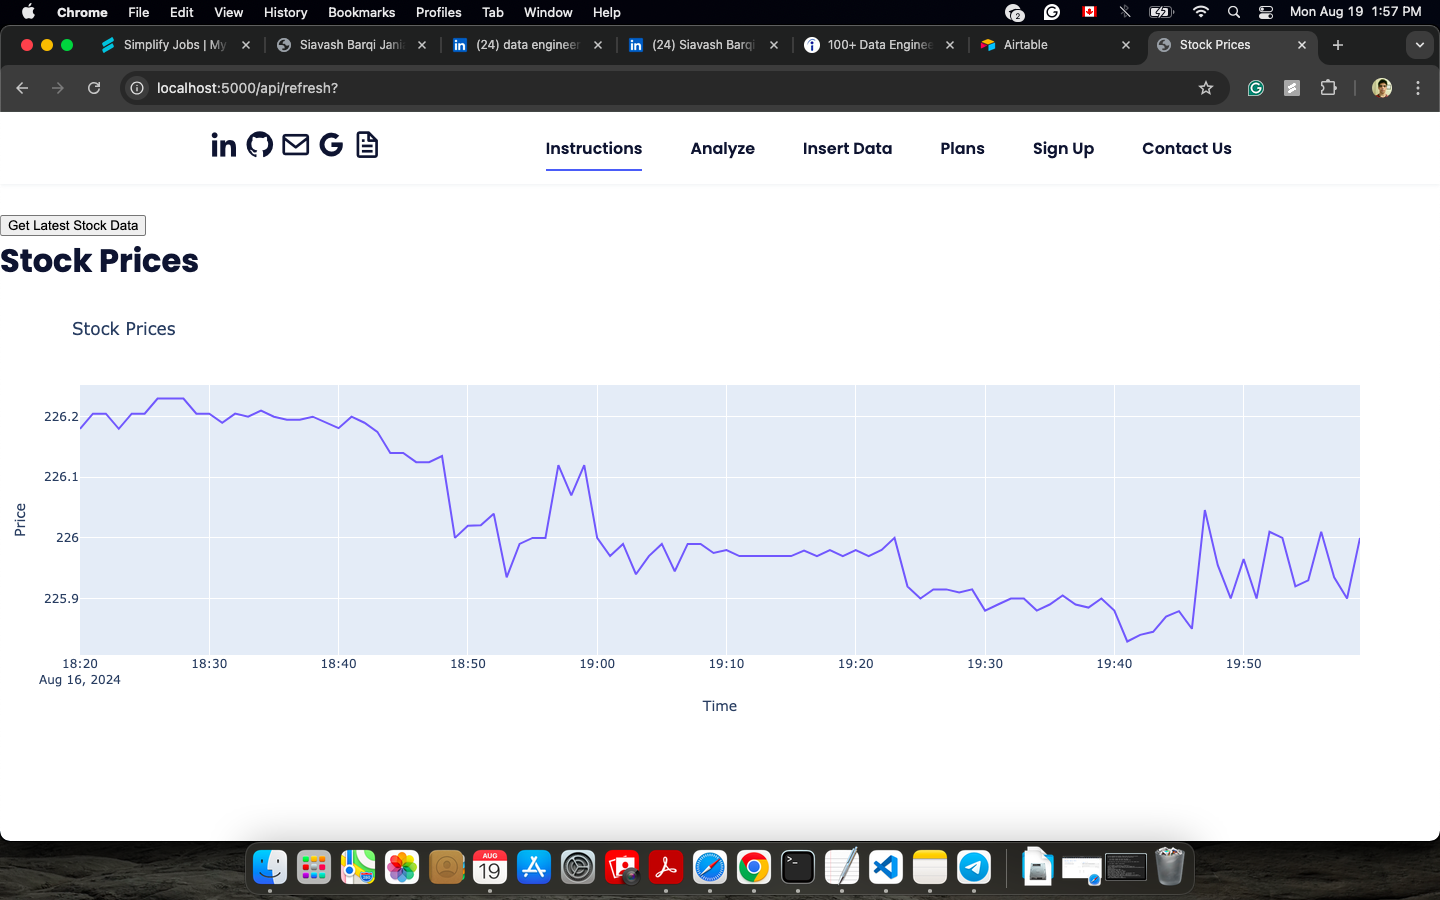 Chrome File Edit View History Bookmarks Profiles Tab Window Help 2 Mon Aug 19 1:57 PM
Simplify Jobs | My Siavash Barqi Jani (24) data engineer (24) Siavash Barqi 100+ Data Enginee Airtable Stock Prices
localhost:5000/api/refresh?
Instructions Analyze Insert Data Plans Sign Up Contact Us
Get Latest Stock Data
Stock Prices
Stock Prices
226.2
226.1
226
225.9
Price
18:20 18:30 18:40 18:50 19:00 19:10 19:20 19:30 19:40 19:50
Aug 16, 2024
Time
AUG
19